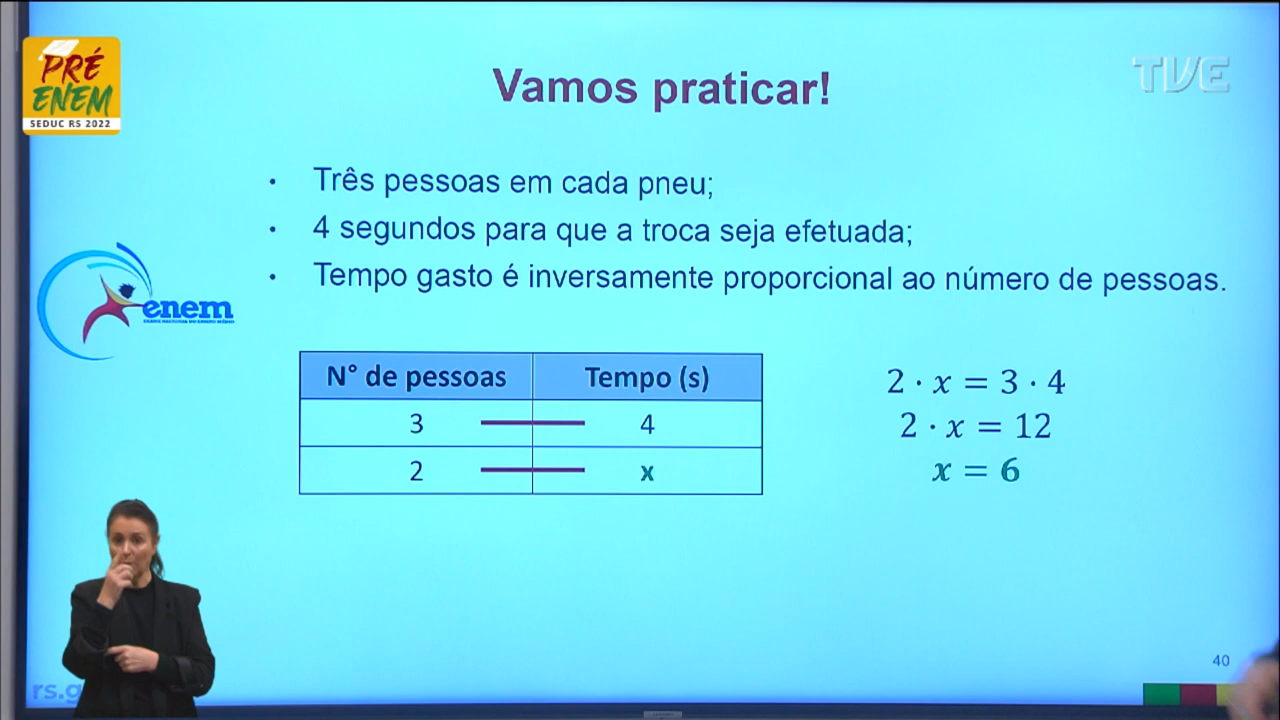 PRÉ
ENEM
SEDUC RS 2022
TVE
Vamos praticar!
• Três pessoas em cada pneu;
• 4 segundos para que a troca seja efetuada;
• Tempo gasto é inversamente proporcional ao número de pessoas.
enem
N° de pessoas Tempo (s)
3 4
2 x
2 · x = 3 · 4
2 · x = 12
x = 6
40
rs.g